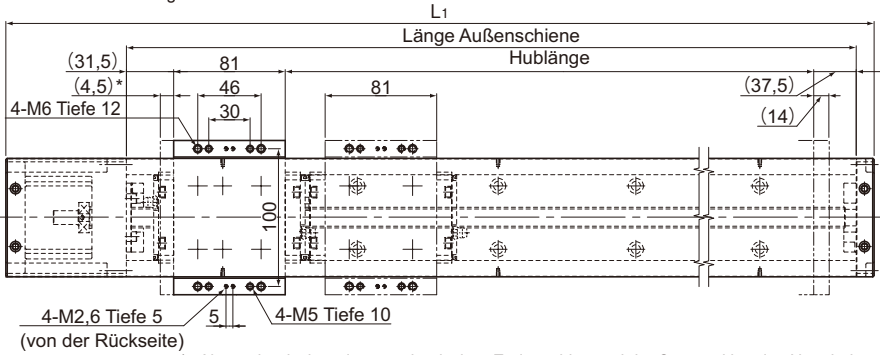 L1
Länge Außenschiene
(31,5)
81
Hublänge
(4,5)*
46
81
(37,5)
4-M6 Tiefe 12
30
(14)
100
4-M2,6 Tiefe 5
5
4-M5 Tiefe 10
(von der Rückseite)